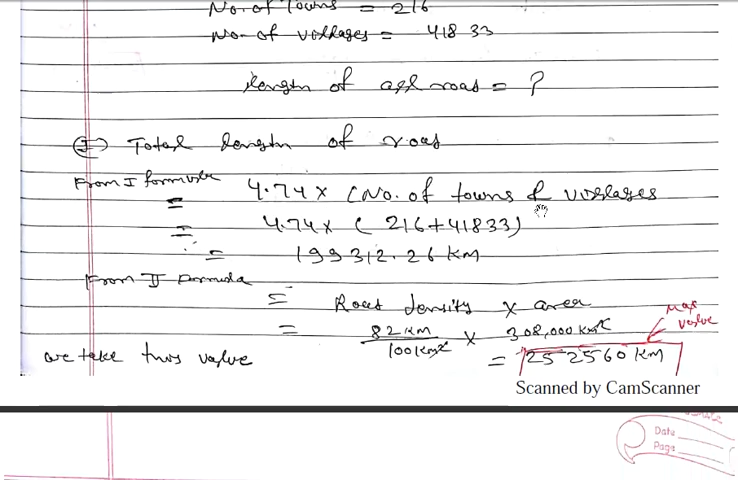 No. of Towns = 216
No. of villages = 41833
length of all road = ?
(I) Total length of road
From I formula
= 4.74 x (No. of towns & villages
= 4.74 x ( 216+41833)
= 199312.26 KM
From II Formula
= Road density x area
= 82 KM / 100 KM² x 308,000 KM²
Max value
we take this value = 252560 KM
Scanned by CamScanner
Date
Page